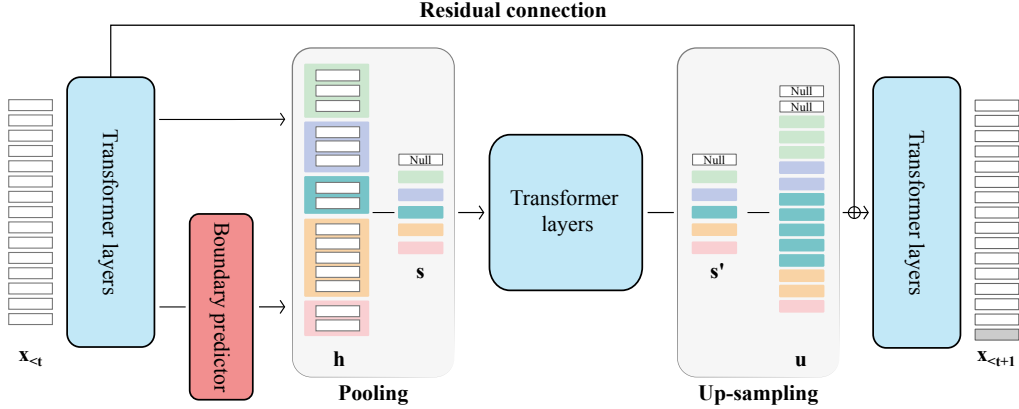 Residual connection
Transformer layers
Boundary predictor
Null
Transformer
layers
Null
Null
Null
Transformer layers
s
s'
x<t
h
u
x<t+1
Pooling
Up-sampling